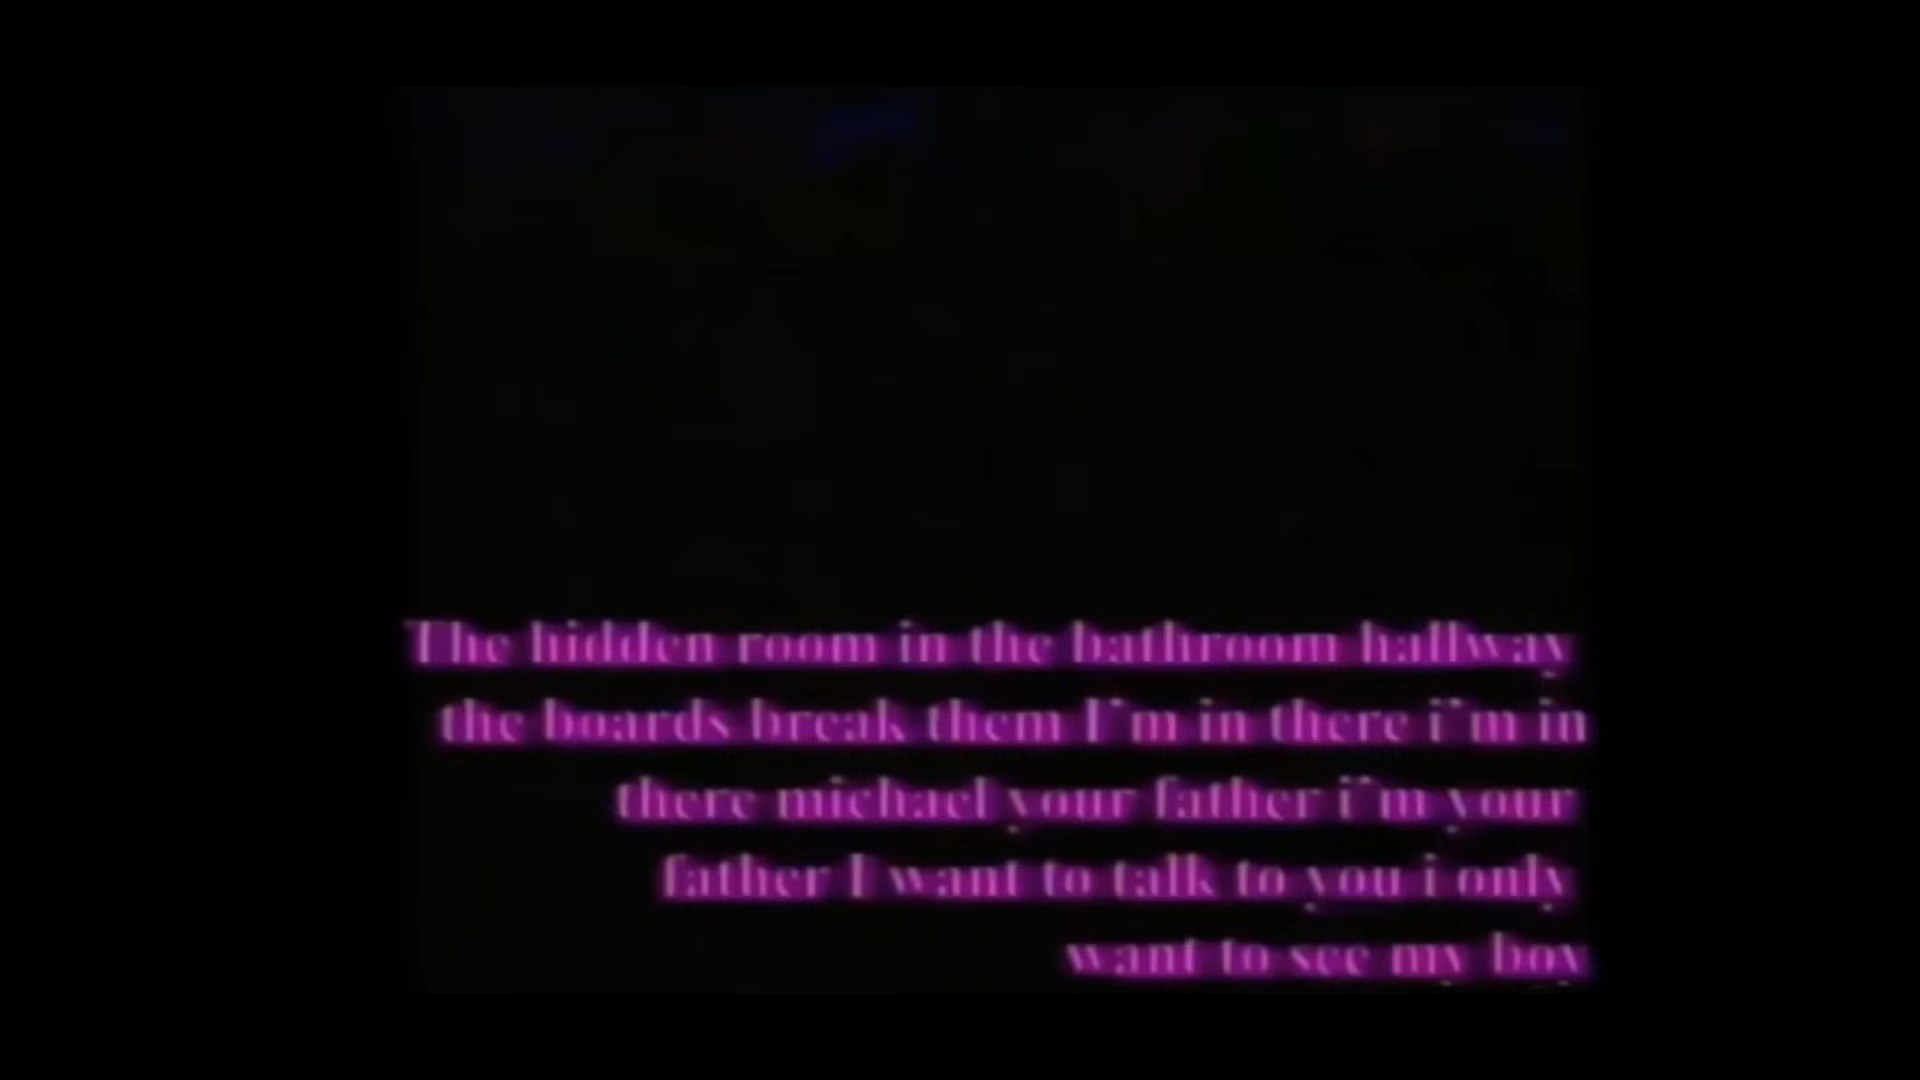 The hidden room in the bathroom hallway
the boards break them I'm in there i'm in
there michael your father i'm your
father I want to talk to you i only
want to see my boy